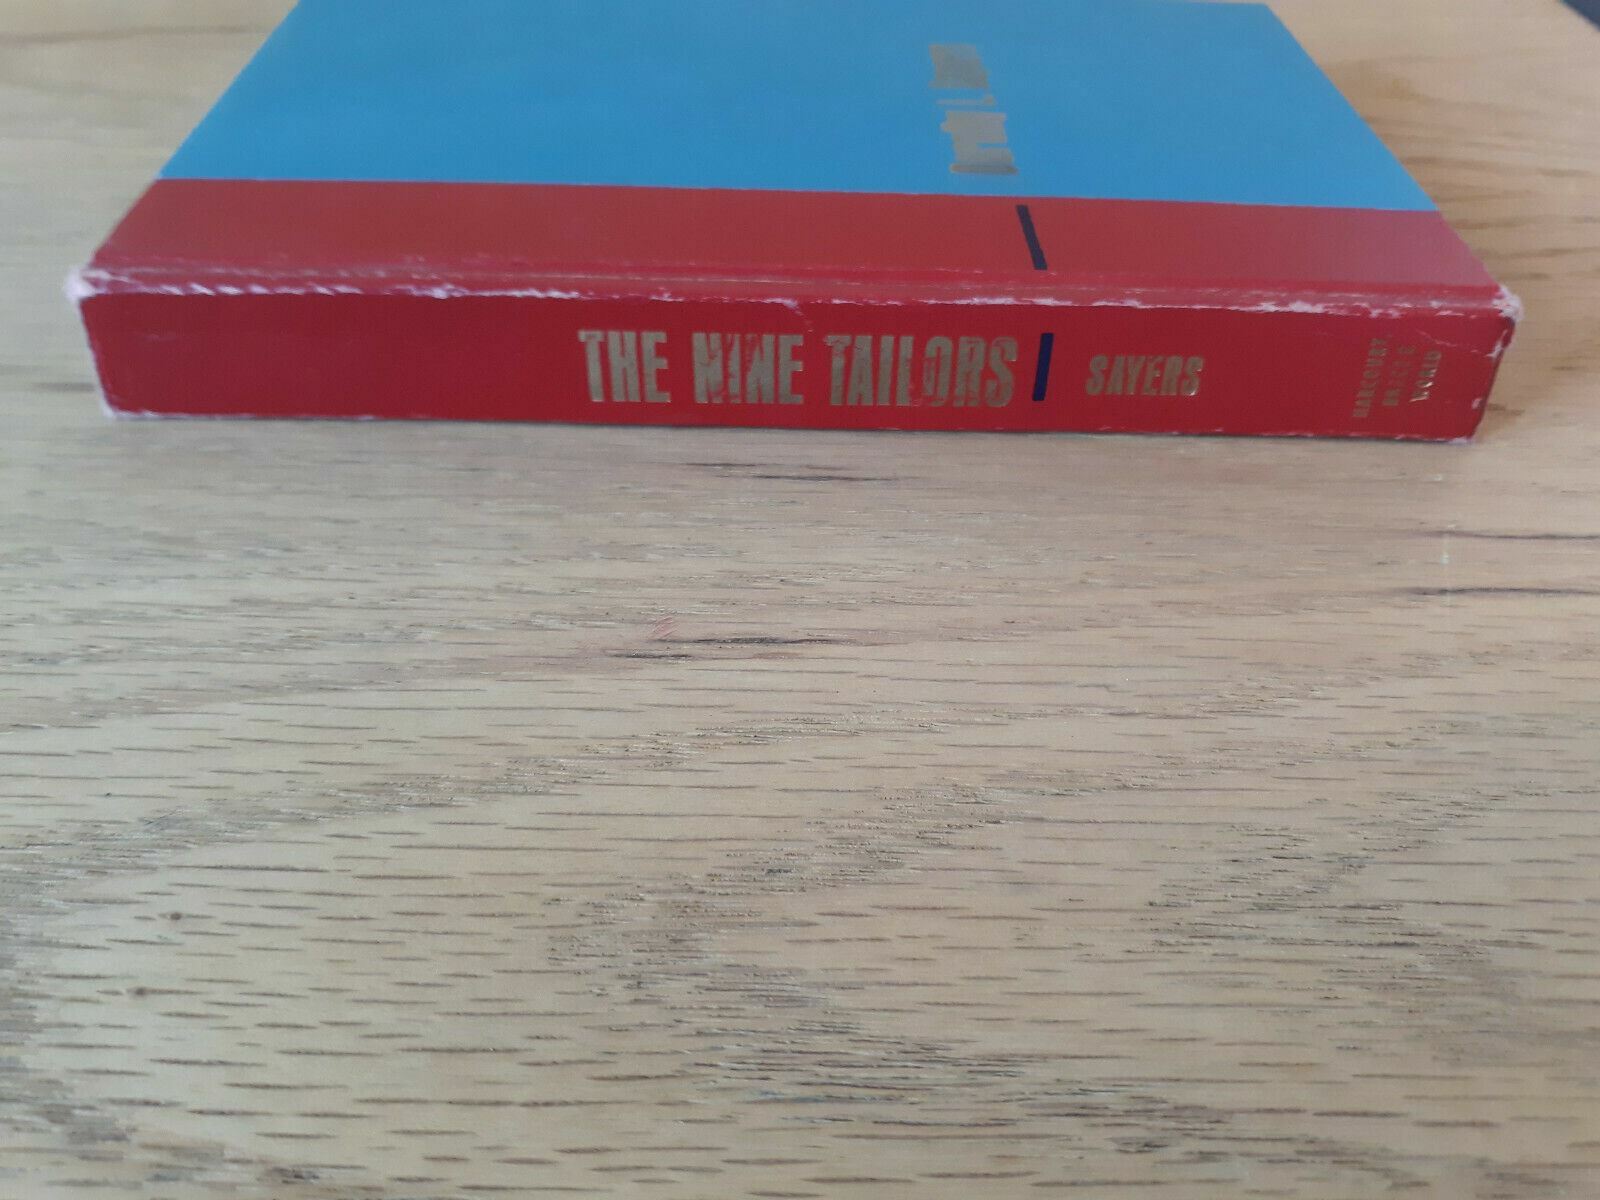 THE NINE TAILORS
SAYERS
HARCOURT,
BRACE &
WORLD